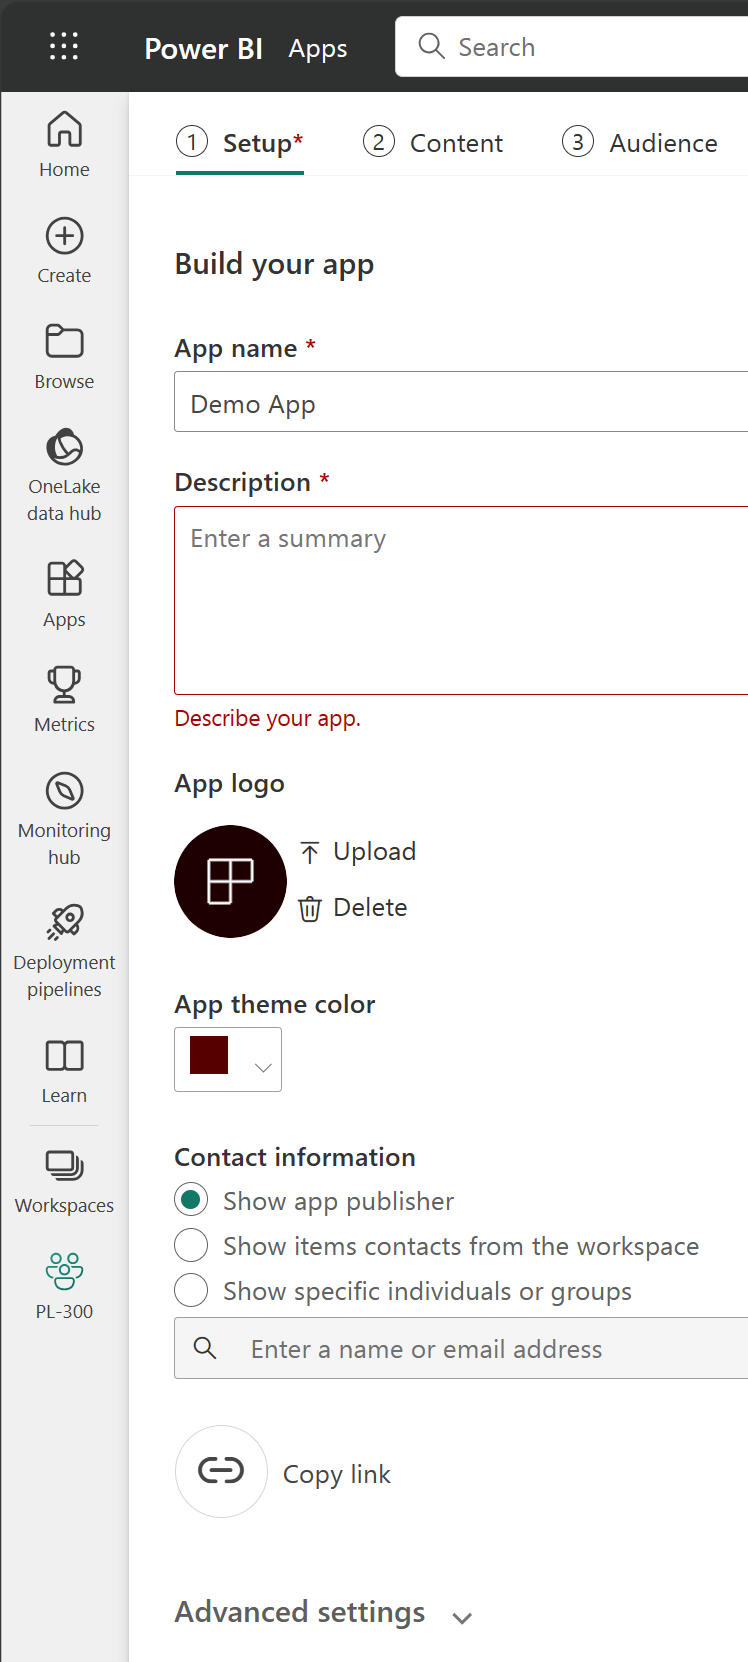 Power BI Apps Search
Home
Create
Browse
OneLake
data hub
Apps
Metrics
Monitoring
hub
Deployment
pipelines
Learn
Workspaces
PL-300
1 Setup* 2 Content 3 Audience
Build your app
App name *
Demo App
Description *
Enter a summary
Describe your app.
App logo
Upload
Delete
App theme color
Contact information
Show app publisher
Show items contacts from the workspace
Show specific individuals or groups
Enter a name or email address
Copy link
Advanced settings